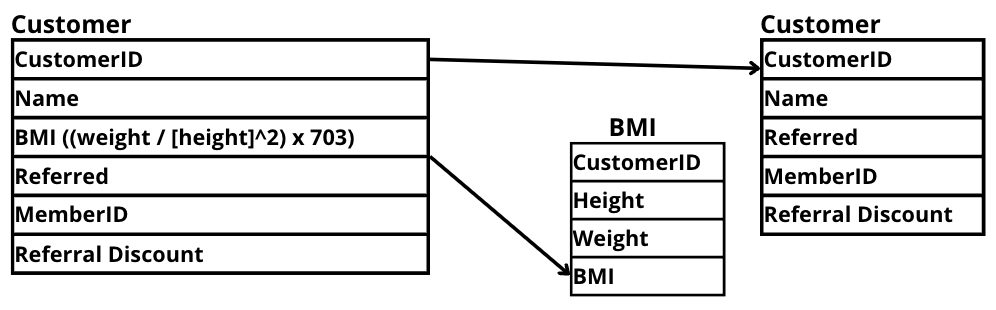 Customer
CustomerID
Name
BMI ((weight / [height]^2) x 703)
Referred
MemberID
Referral Discount
BMI
CustomerID
Height
Weight
BMI
Customer
CustomerID
Name
Referred
MemberID
Referral Discount